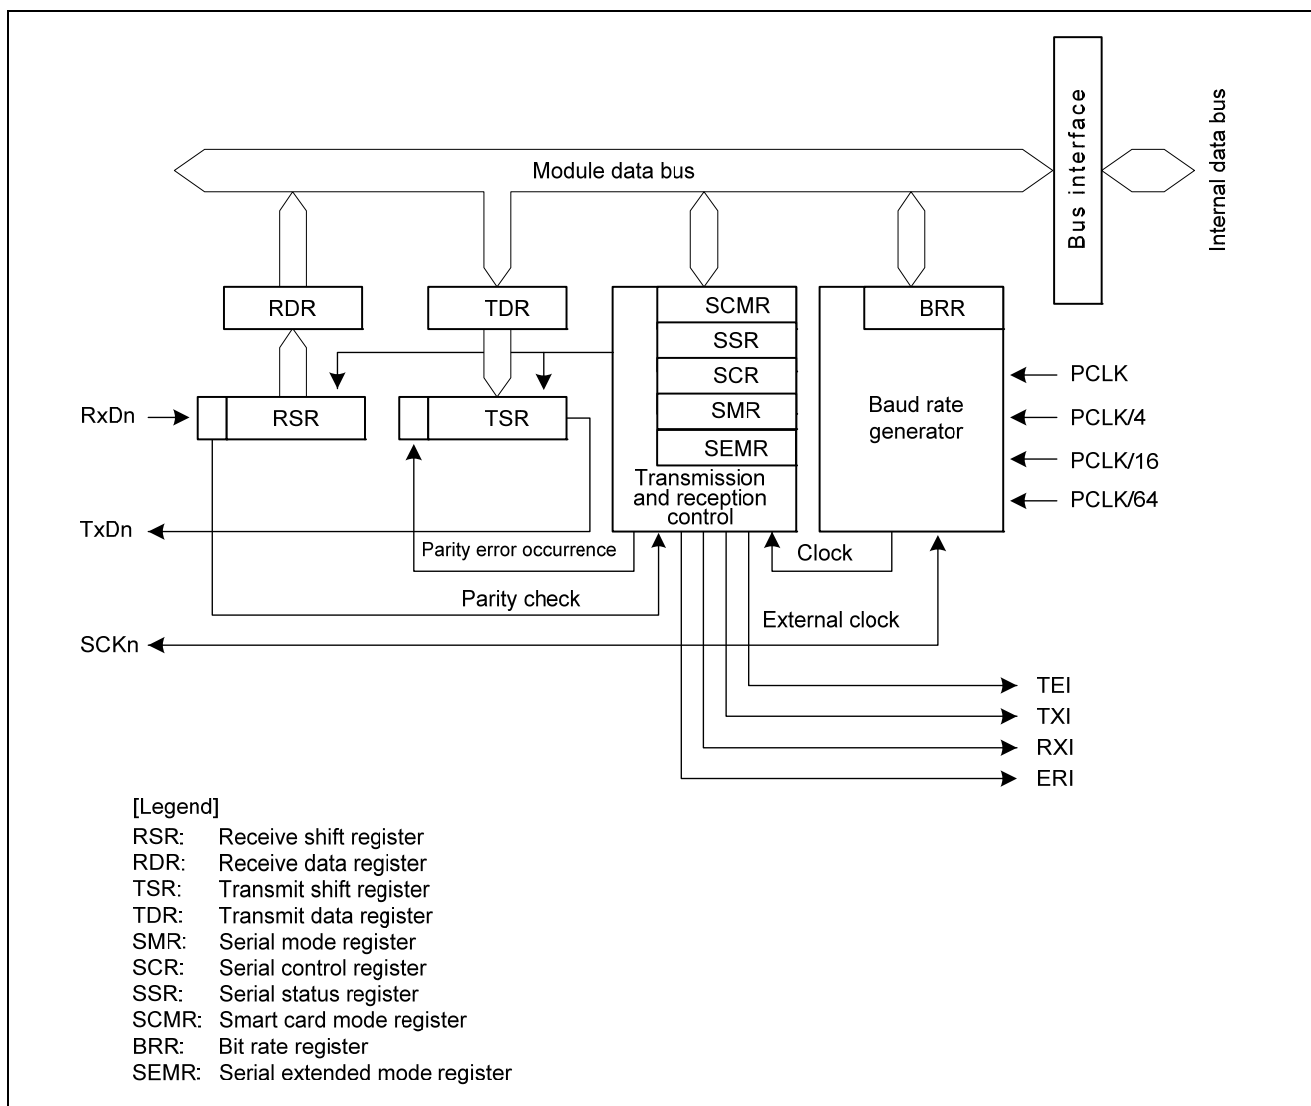 Bus interface
Internal data bus
Module data bus
RDR
TDR
SCMR
BRR
SSR
SCR
SMR
SEMR
RSR
TSR
RxDn
Baud rate
generator
PCLK
PCLK/4
PCLK/16
PCLK/64
Transmission
and reception
control
TxDn
Parity error occurrence
Clock
Parity check
External clock
SCKn
TEI
TXI
RXI
ERI
[Legend]
RSR: Receive shift register
RDR: Receive data register
TSR: Transmit shift register
TDR: Transmit data register
SMR: Serial mode register
SCR: Serial control register
SSR: Serial status register
SCMR: Smart card mode register
BRR: Bit rate register
SEMR: Serial extended mode register